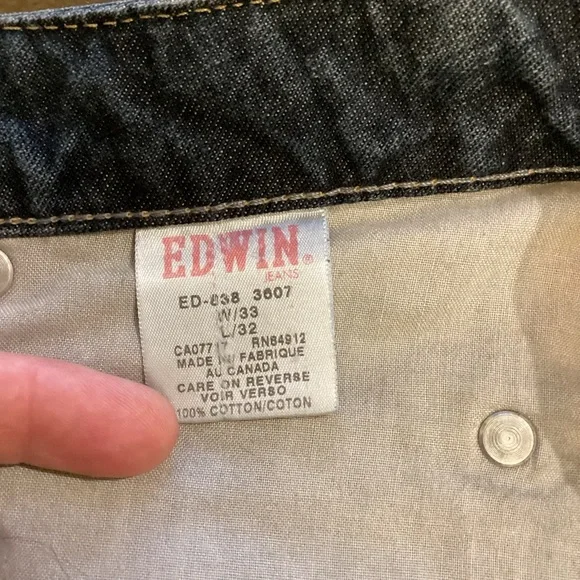 EDWIN®
JEANS
ED-838 3607
W/33
L/32
RN64912
MADE IN/ FABRIQUE
AU CANADA
CARE ON REVERSE
VOIR VERSO
100% COTTON/COTON